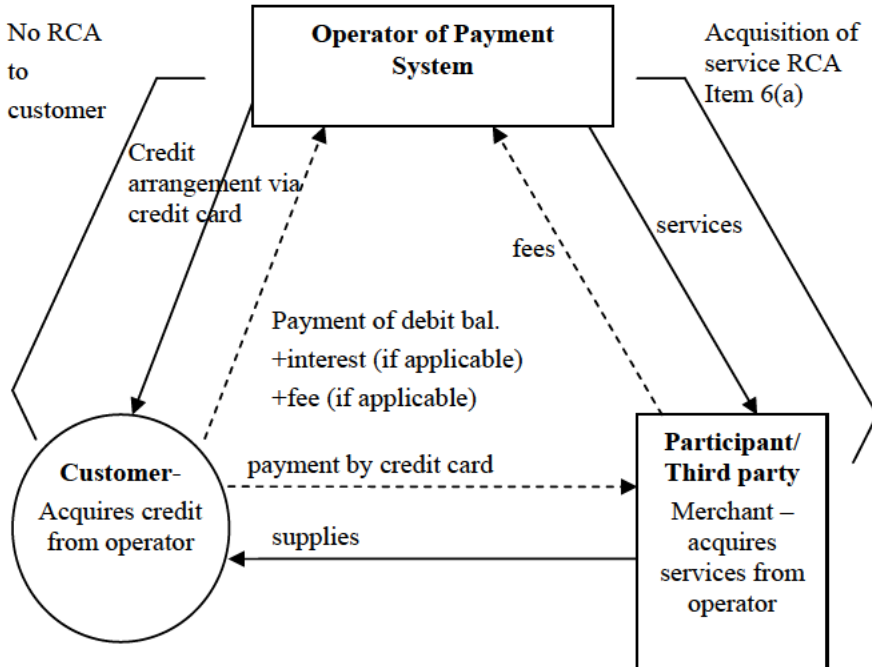 No RCA
to
customer
Operator of Payment
System
Acquisition of
service RCA
Item 6(a)
Credit
arrangement via
credit card
fees
services
Payment of debit bal.
+interest (if applicable)
+fee (if applicable)
Customer-
Acquires credit
from operator
payment by credit card
supplies
Participant/
Third party
Merchant –
acquires
services from
operator